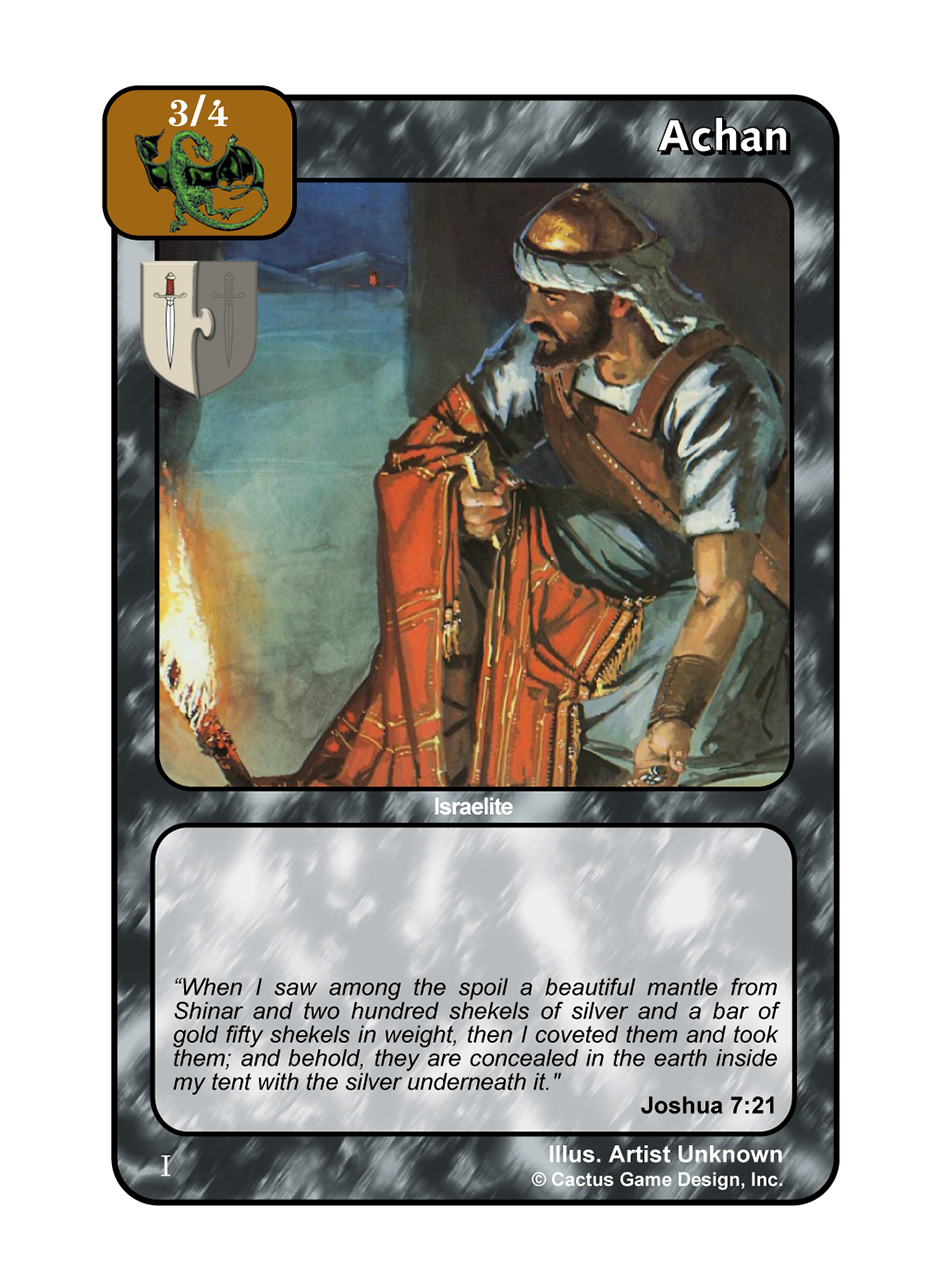 3/4
Achan
Israelite
“When I saw among the spoil a beautiful mantle from
Shinar and two hundred shekels of silver and a bar of
gold fifty shekels in weight, then I coveted them and took
them; and behold, they are concealed in the earth inside
my tent with the silver underneath it."
Joshua 7:21
I
Illus. Artist Unknown
© Cactus Game Design, Inc.